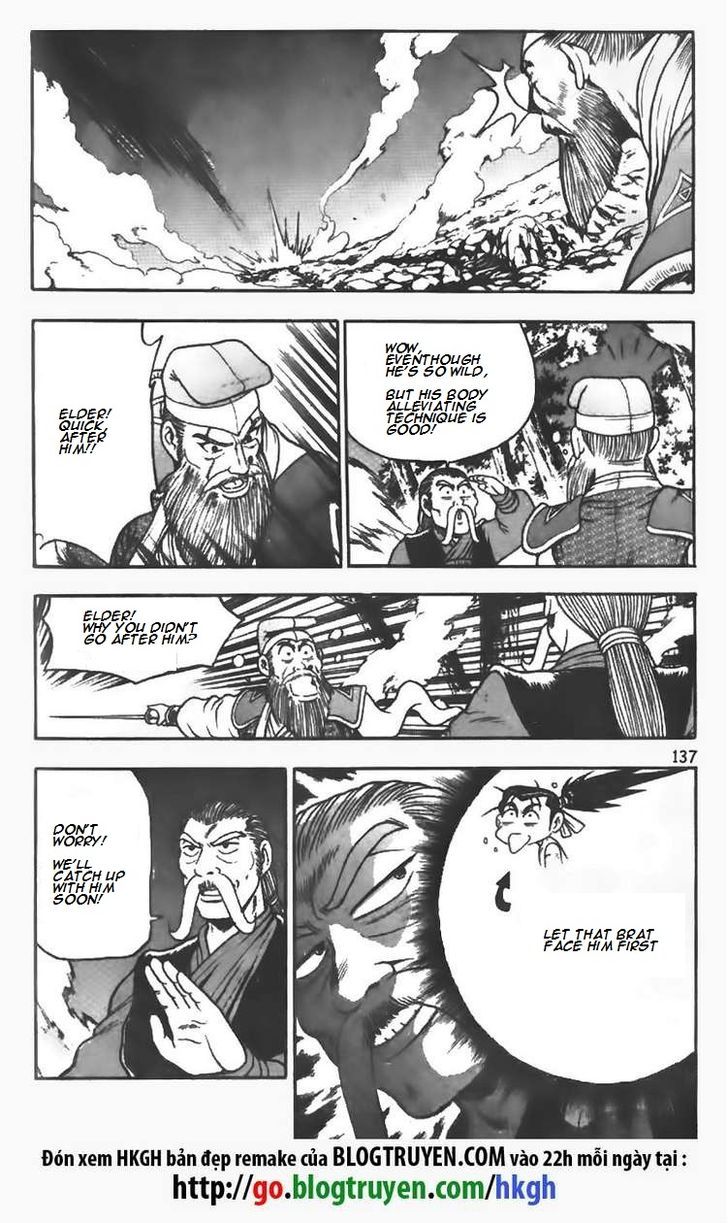 WOW,
EVENTHOUGH
HE'S SO WILD,
BUT HIS BODY
ALLEVIATING
TECHNIQUE IS
GOOD!
ELDER!
QUICK,
AFTER
HIM!!
ELDER!
WHY YOU DIDN'T
GO AFTER HIM?
137
DON'T
WORRY!
WE'LL
CATCH UP
WITH HIM
SOON!
LET THAT BRAT
FACE HIM FIRST
Đón xem HKGH bản đẹp remake của BLOGTRUYEN.COM vào 22h mỗi ngày tại :
http://go.blogtruyen.com/hkgh